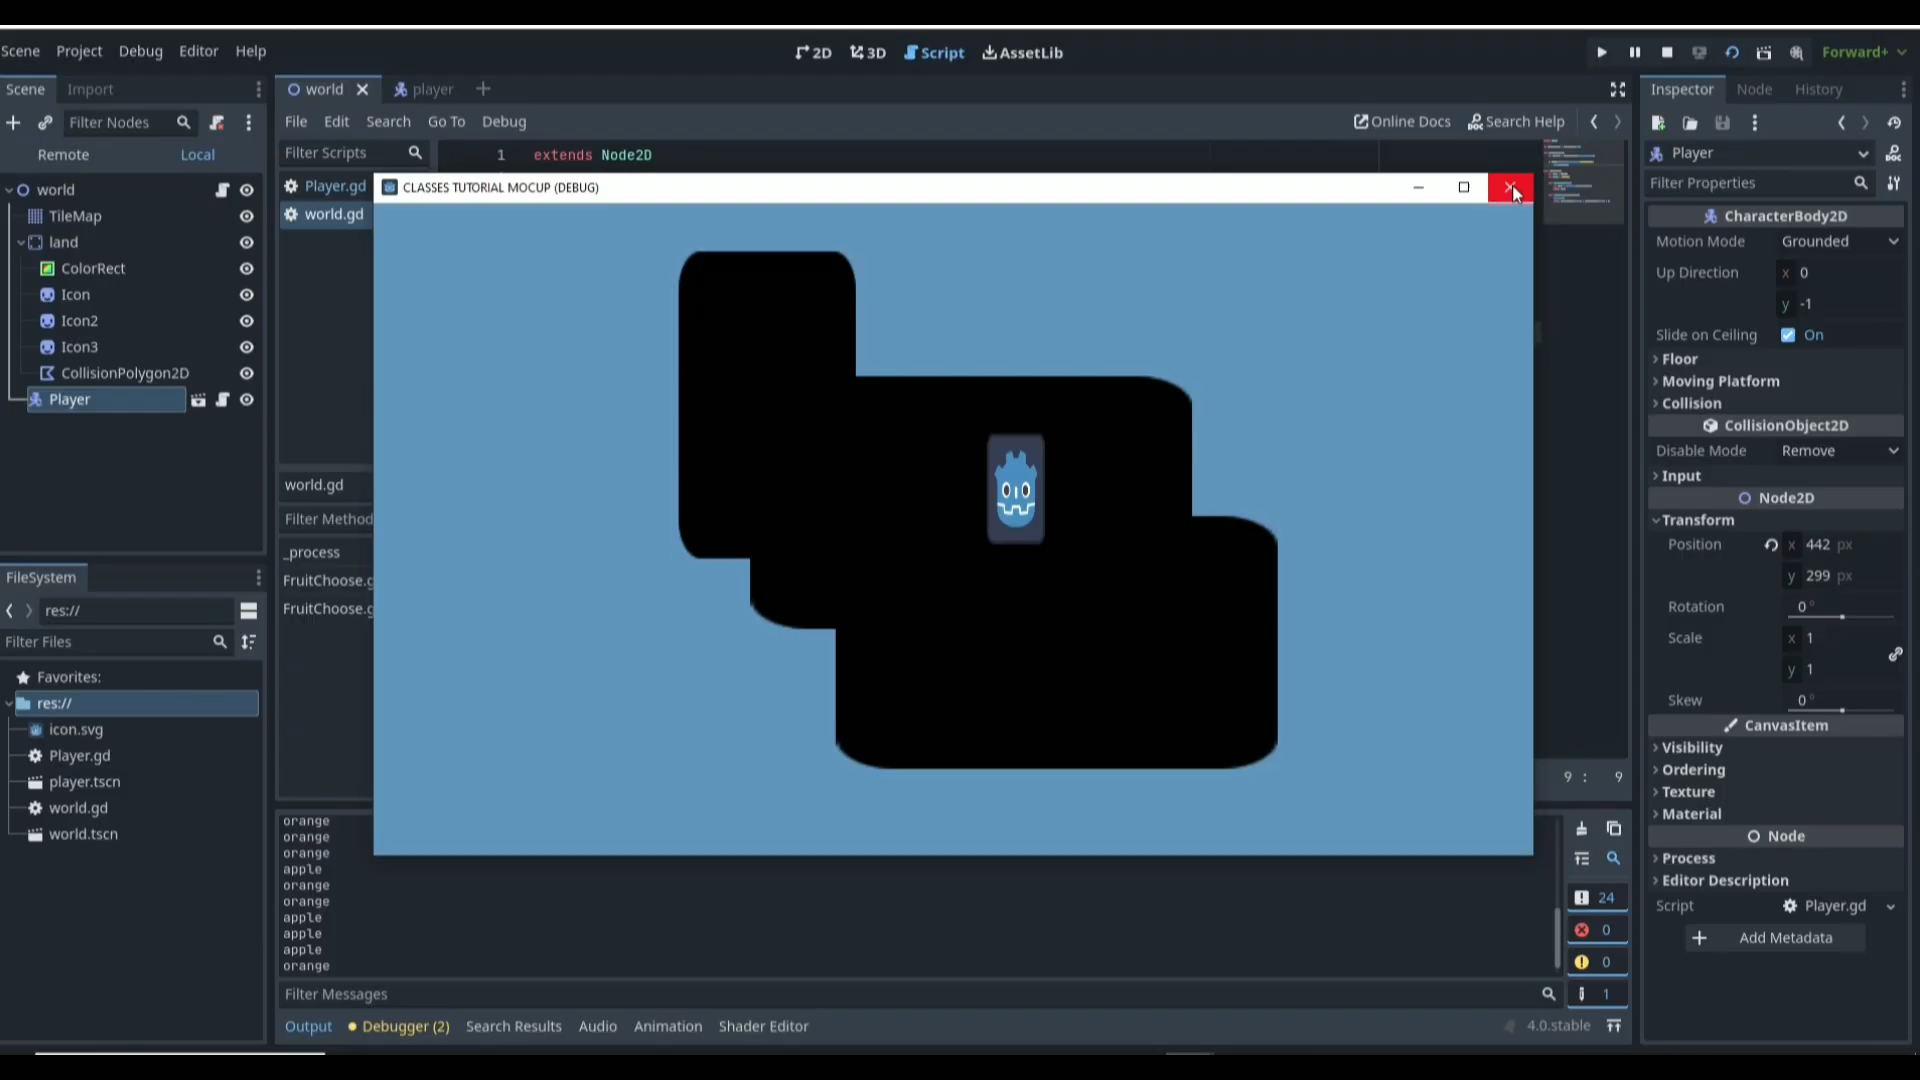 Scene Project Debug Editor Help
2D 3D Script AssetLib
Forward+
Scene Import
Filter Nodes
Remote Local
world
TileMap
land
ColorRect
Icon
Icon2
Icon3
CollisionPolygon2D
Player
FileSystem
res://
Filter Files
Favorites:
res://
icon.svg
Player.gd
player.tscn
world.gd
world.tscn
world player
File Edit Search Go To Debug
Online Docs Search Help
Filter Scripts
1 extends Node2D
Player.gd
world.gd
CLASSES TUTORIAL MOCUP (DEBUG)
world.gd
Filter Method
_process
FruitChoose.g
FruitChoose.g
9 : 9
orange
orange
orange
apple
orange
orange
apple
apple
apple
orange
24
0
0
1
Filter Messages
Output Debugger (2) Search Results Audio Animation Shader Editor
4.0.stable
Inspector Node History
Player
Filter Properties
CharacterBody2D
Motion Mode Grounded
Up Direction x 0
y -1
Slide on Ceiling On
Floor
Moving Platform
Collision
CollisionObject2D
Disable Mode Remove
Input
Node2D
Transform
Position x 442 px
y 299 px
Rotation 0 °
Scale x 1
y 1
Skew 0 °
CanvasItem
Visibility
Ordering
Texture
Material
Node
Process
Editor Description
Script Player.gd
Add Metadata